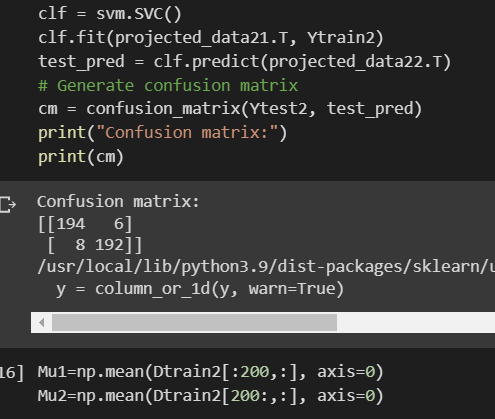 clf = svm.SVC()
clf.fit(projected_data21.T, Ytrain2)
test_pred = clf.predict(projected_data22.T)
# Generate confusion matrix
cm = confusion_matrix(Ytest2, test_pred)
print("Confusion matrix:")
print(cm)
Confusion matrix:
[[194   6]
 [  8 192]]
/usr/local/lib/python3.9/dist-packages/sklearn/
  y = column_or_1d(y, warn=True)
16] Mu1=np.mean(Dtrain2[:200,:], axis=0)
Mu2=np.mean(Dtrain2[200:,:], axis=0)